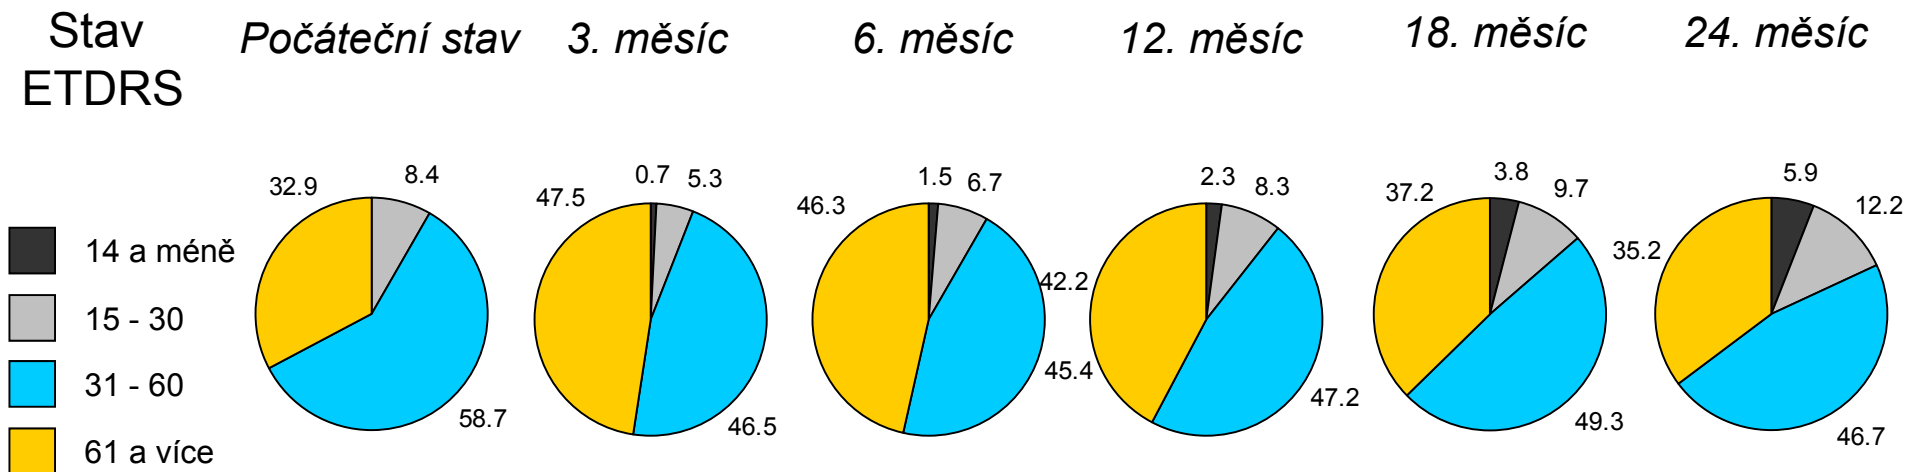 Stav
ETDRS
Počáteční stav
3. měsíc
6. měsíc
12. měsíc
18. měsíc
24. měsíc
14 a méně
15 - 30
31 - 60
61 a více
32.9
8.4
58.7
47.5
0.7
5.3
46.5
46.3
1.5
6.7
45.4
42.2
2.3
8.3
47.2
37.2
3.8
9.7
49.3
35.2
5.9
12.2
46.7